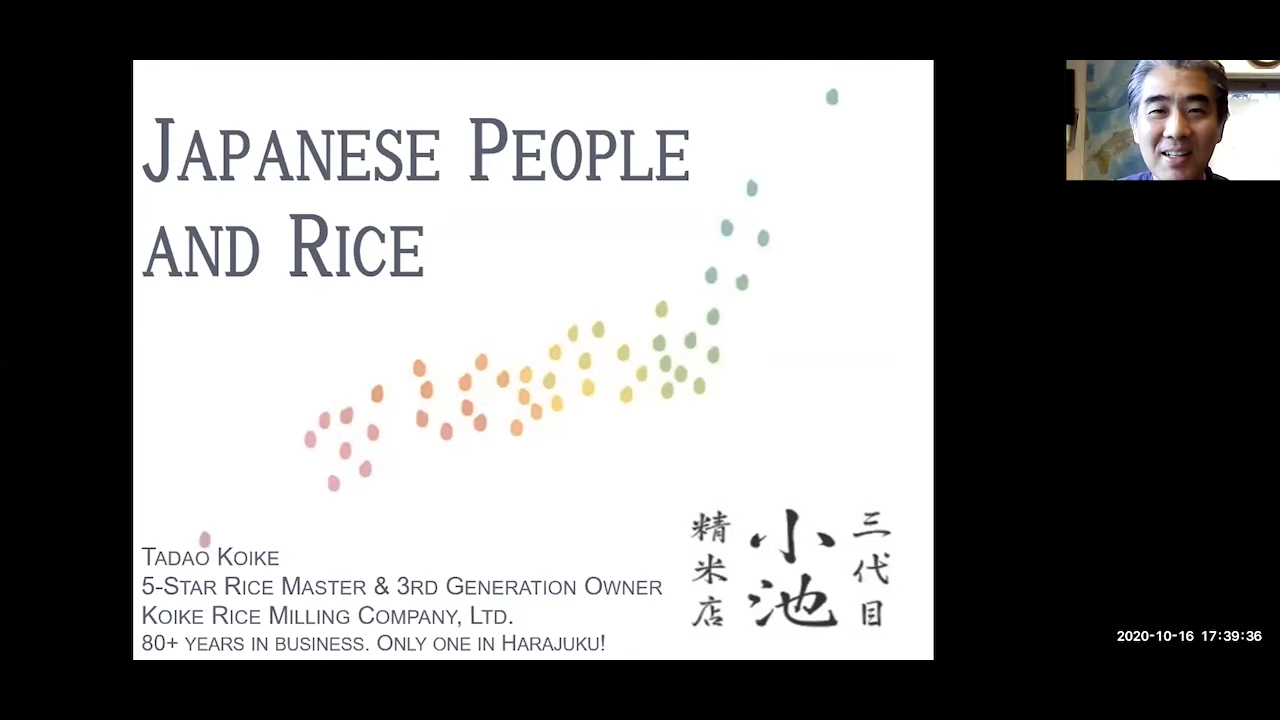 JAPANESE PEOPLE
AND RICE
TADAO KOIKE
5-STAR RICE MASTER & 3RD GENERATION OWNER
KOIKE RICE MILLING COMPANY, LTD.
80+ YEARS IN BUSINESS. ONLY ONE IN HARAJUKU!
三代目
小池
精米店
2020-10-16 17:39:36